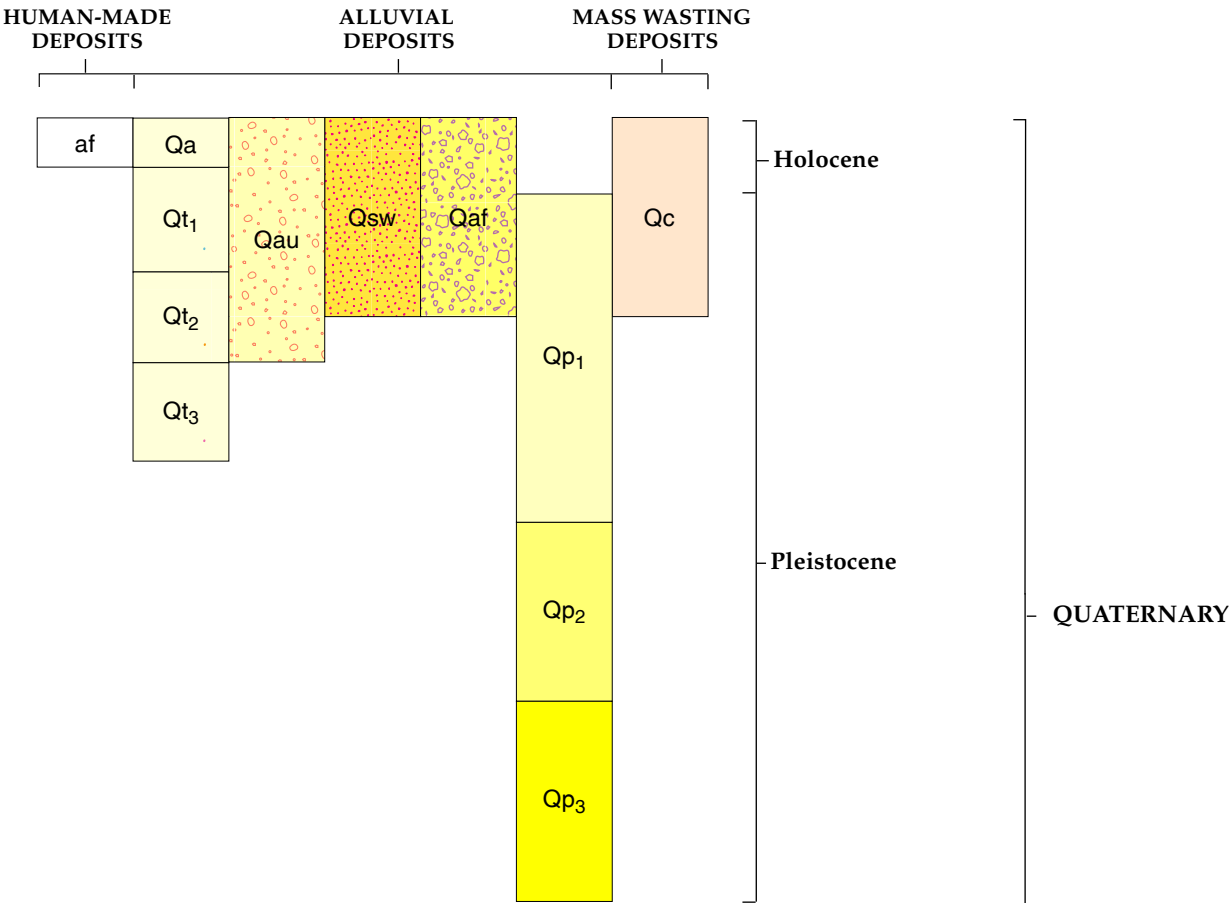 HUMAN-MADE
DEPOSITS
ALLUVIAL
DEPOSITS
MASS WASTING
DEPOSITS
af
Qa
Qt1
Qt2
Qt3
Qau
Qsw
Qaf
Qp1
Qp2
Qp3
Qc
Holocene
Pleistocene
QUATERNARY